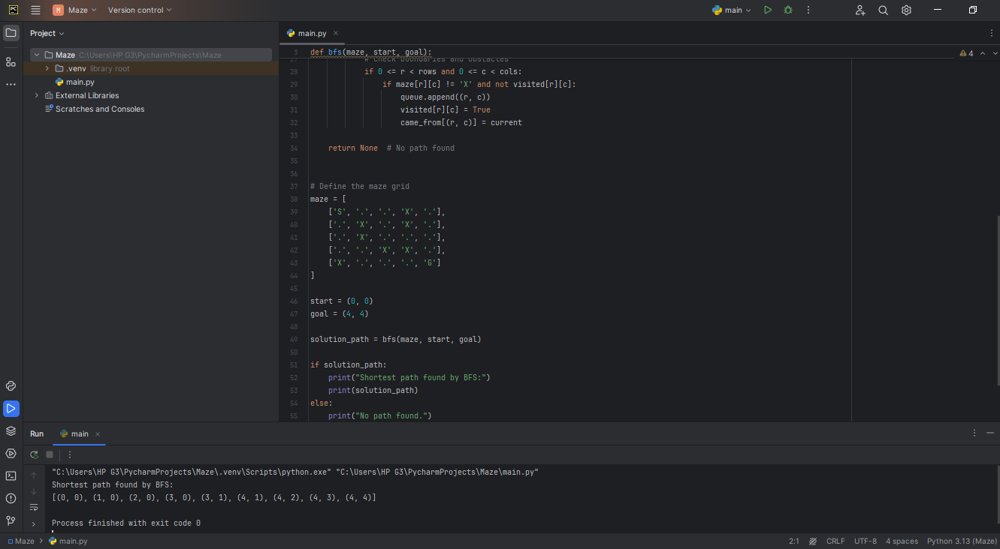 PC M Maze Version control main
Project
main.py
Maze C:\Users\HP G3\PycharmProjects\Maze
.venv library root
main.py
External Libraries
Scratches and Consoles
3 def bfs(maze, start, goal):
4
27 # Check boundaries and obstacles
28 if 0 <= r < rows and 0 <= c < cols:
29 if maze[r][c] != 'X' and not visited[r][c]:
30 queue.append((r, c))
31 visited[r][c] = True
32 came_from[(r, c)] = current
33
34 return None # No path found
35
36
37 # Define the maze grid
38 maze = [
39 ['S', '.', '.', 'X', '.'],
40 ['.', 'X', '.', 'X', '.'],
41 ['.', 'X', '.', '.', '.'],
42 ['.', '.', 'X', 'X', '.'],
43 ['X', '.', '.', '.', 'G']
44 ]
45
46 start = (0, 0)
47 goal = (4, 4)
48
49 solution_path = bfs(maze, start, goal)
50
51 if solution_path:
52 print("Shortest path found by BFS:")
53 print(solution_path)
54 else:
55 print("No path found.")
Run main
"C:\Users\HP G3\PycharmProjects\Maze\.venv\Scripts\python.exe" "C:\Users\HP G3\PycharmProjects\Maze\main.py"
Shortest path found by BFS:
[(0, 0), (1, 0), (2, 0), (3, 0), (3, 1), (4, 1), (4, 2), (4, 3), (4, 4)]
Process finished with exit code 0
Maze > main.py 2:1 CRLF UTF-8 4 spaces Python 3.13 (Maze)